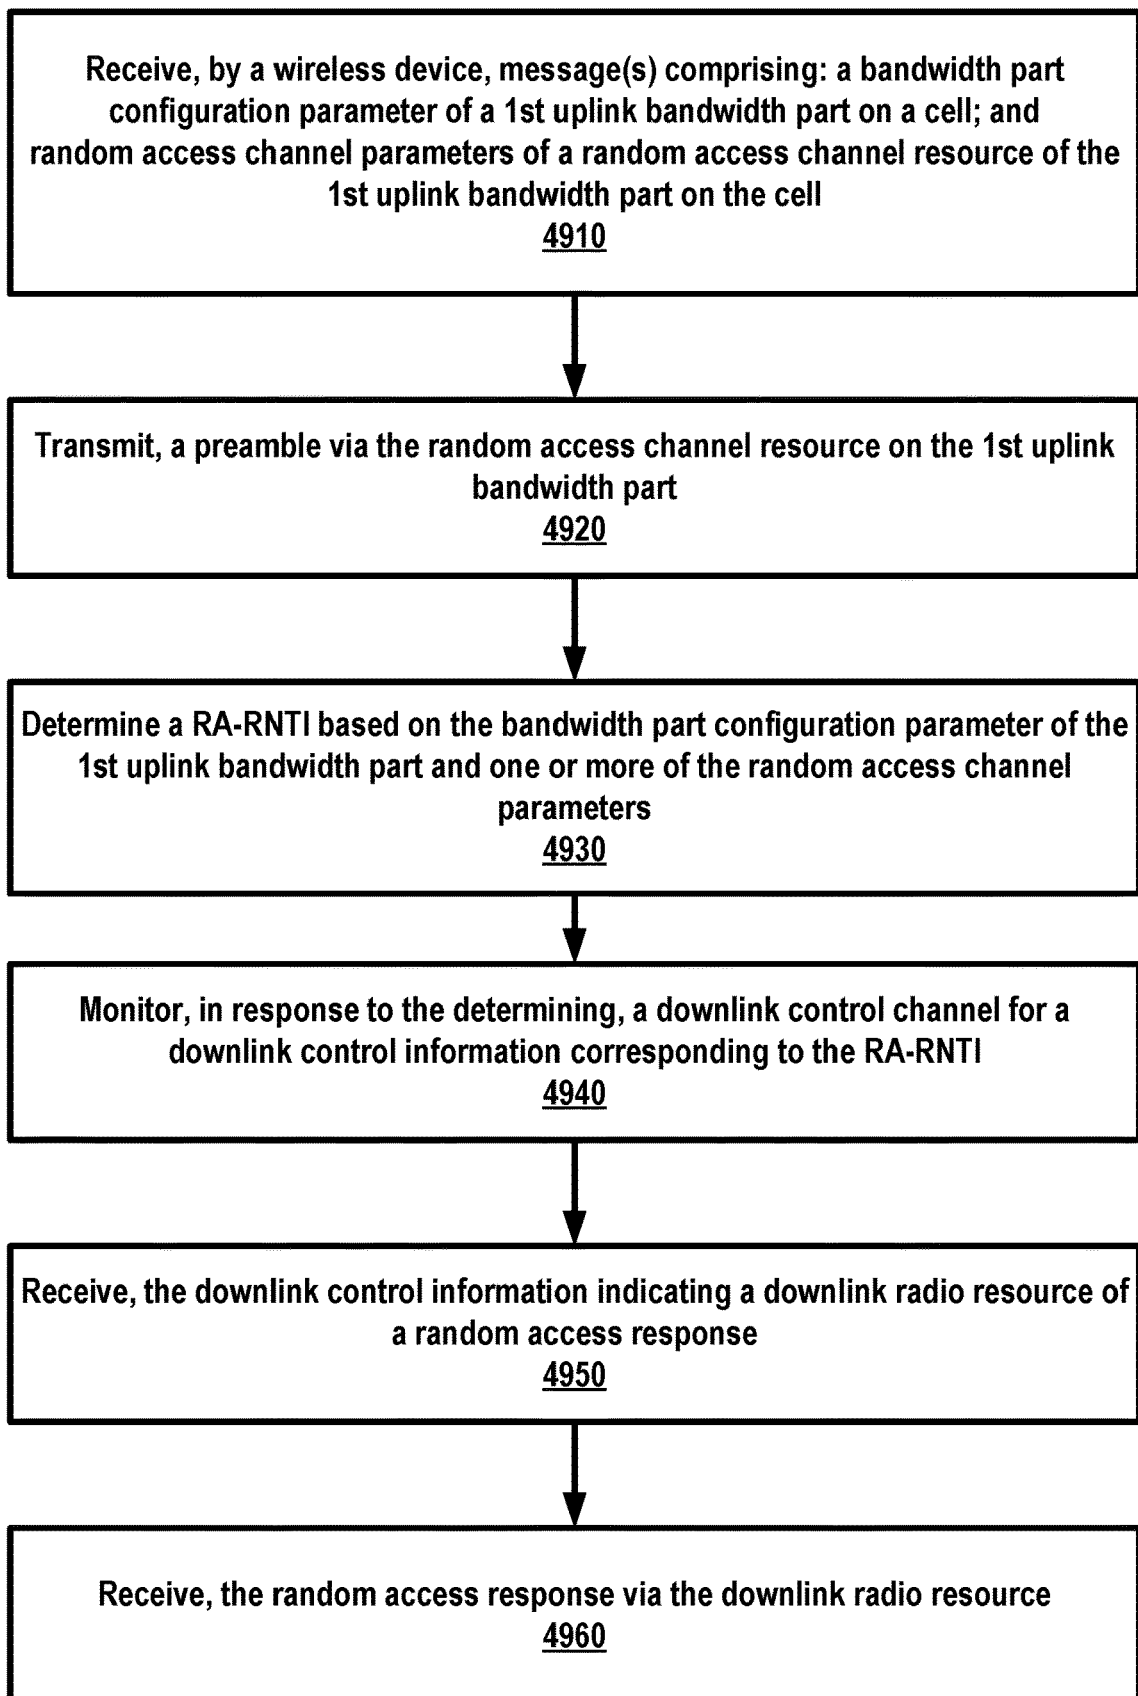 Receive, by a wireless device, message(s) comprising: a bandwidth part
configuration parameter of a 1st uplink bandwidth part on a cell; and
random access channel parameters of a random access channel resource of the
1st uplink bandwidth part on the cell
4910
Transmit, a preamble via the random access channel resource on the 1st uplink
bandwidth part
4920
Determine a RA-RNTI based on the bandwidth part configuration parameter of the
1st uplink bandwidth part and one or more of the random access channel
parameters
4930
Monitor, in response to the determining, a downlink control channel for a
downlink control information corresponding to the RA-RNTI
4940
Receive, the downlink control information indicating a downlink radio resource of
a random access response
4950
Receive, the random access response via the downlink radio resource
4960